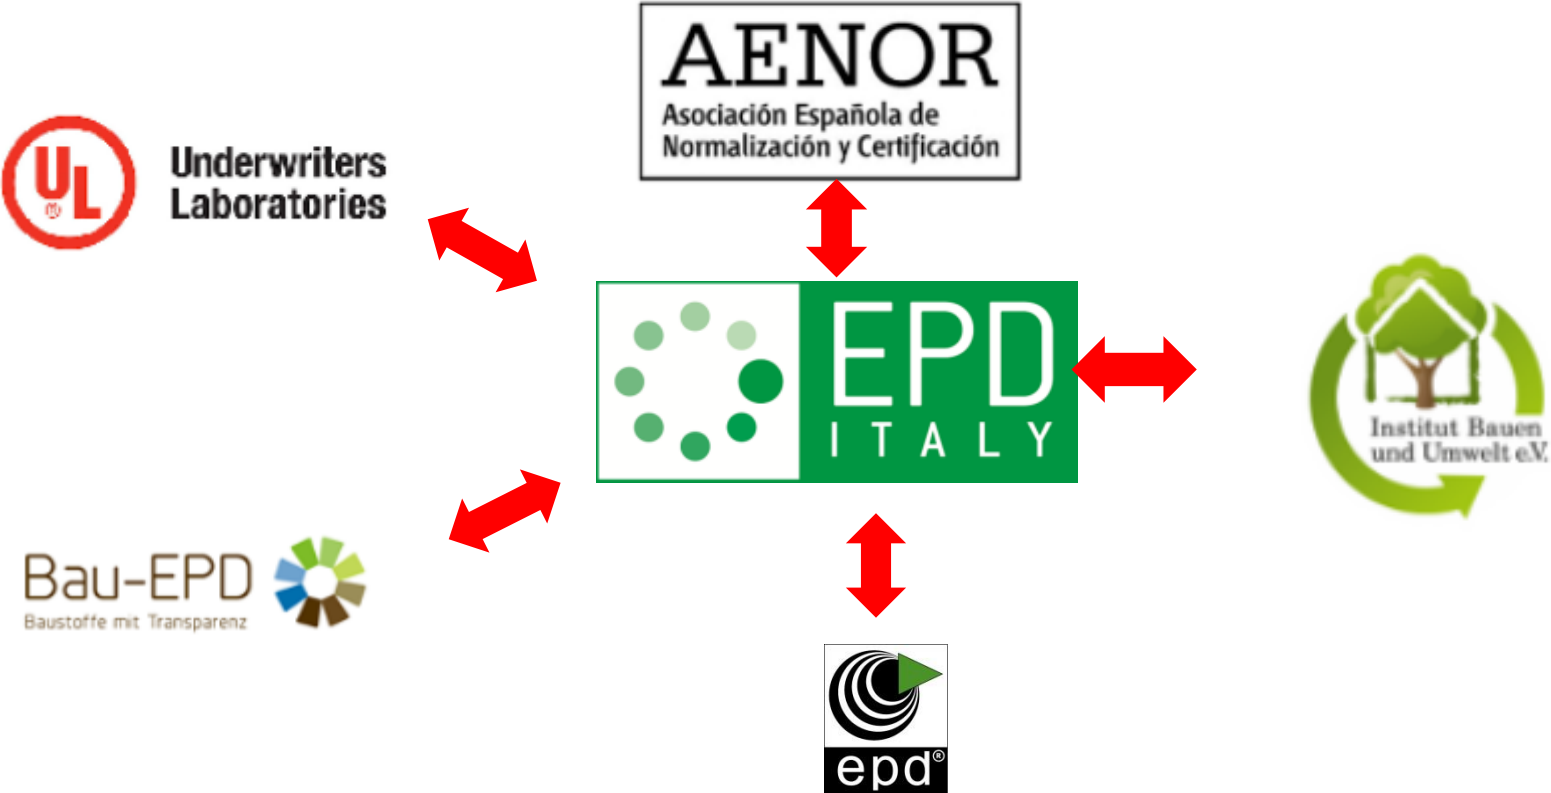 AENOR
Asociación Española de
Normalización y Certificación
UL
®
Underwriters
Laboratories
EPD
ITALY
Institut Bauen
und Umwelt e.V.
Bau-EPD
Baustoffe mit Transparenz
epd®